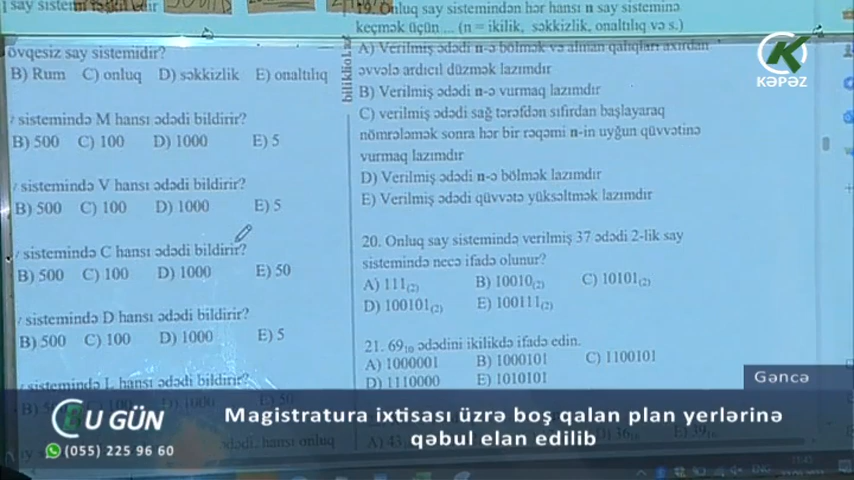 say sistem
övqesiz say sistemidir?
B) Rum C) onluq D) səkkizlik E) onaltılıq
sistemində M hansı ədədi bildirir?
B) 500 C) 100 D) 1000 E) 5
sistemində V hansı ədədi bildirir?
B) 500 C) 100 D) 1000 E) 5
sistemində C hansı ədədi bildirir?
B) 500 C) 100 D) 1000 E) 50
sistemində D hansı ədədi bildirir?
B) 500 C) 100 D) 1000 E) 5
sistemində L hansı ədədi bildirir?
19. Onluq say sistemindən hər hansı n say sisteminə
keçmək üçün ... (n = ikilik, səkkizlik, onaltılıq və s.)
A) Verilmiş ədədi n-ə bölmək və alınan qalıqları axırdan
əvvələ ardıcıl düzmək lazımdır
B) Verilmiş ədədi n-ə vurmaq lazımdır
C) verilmiş ədədi sağ tərəfdən sıfırdan başlayaraq
nömrələmək sonra hər bir rəqəmi n-in uyğun qüvvətinə
vurmaq lazımdır
D) Verilmiş ədədi n-ə bölmək lazımdır
E) Verilmiş ədədi qüvvətə yüksəltmək lazımdır
20. Onluq say sistemində verilmiş 37 ədədi 2-lik say
sistemində necə ifadə olunur?
A) 111(2) B) 10010(2) C) 10101(2)
D) 100101(2) E) 100111(2)
21. 69₁₀ ədədini ikilikdə ifadə edin.
A) 1000001 B) 1000101 C) 1100101
D) 1110000 E) 1010101
KƏPƏZ
Gəncə
BU GÜN
(055) 225 96 60
Magistratura ixtisası üzrə boş qalan plan yerlərinə
qəbul elan edilib